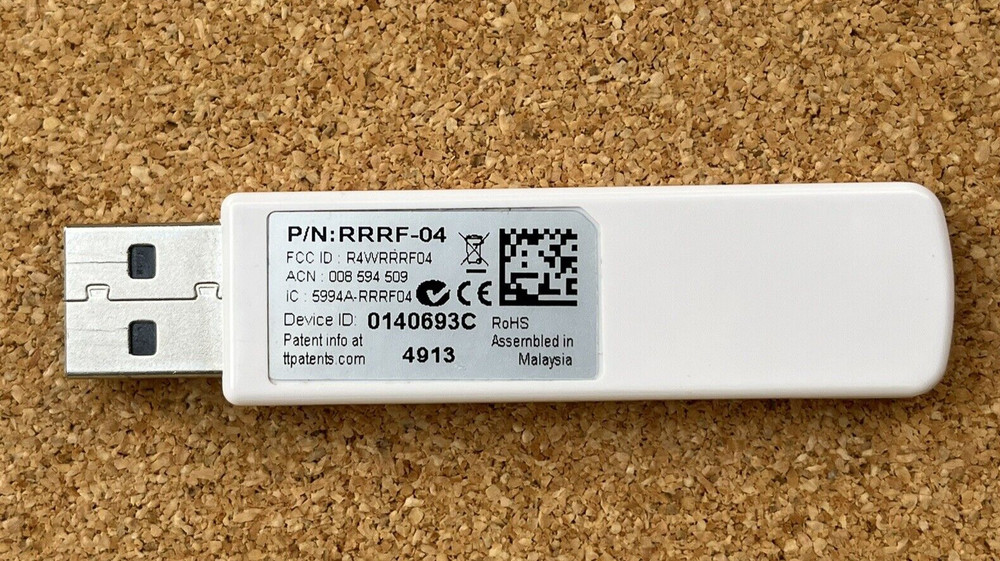 P/N:RRRF-04
FCC ID : R4WRRRF04
ACN : 008 594 509
IC : 5994A-RRRF04 CE
Device ID: 0140693C
Patent info at
ttpatents.com
4913
RoHS
Assembled in
Malaysia